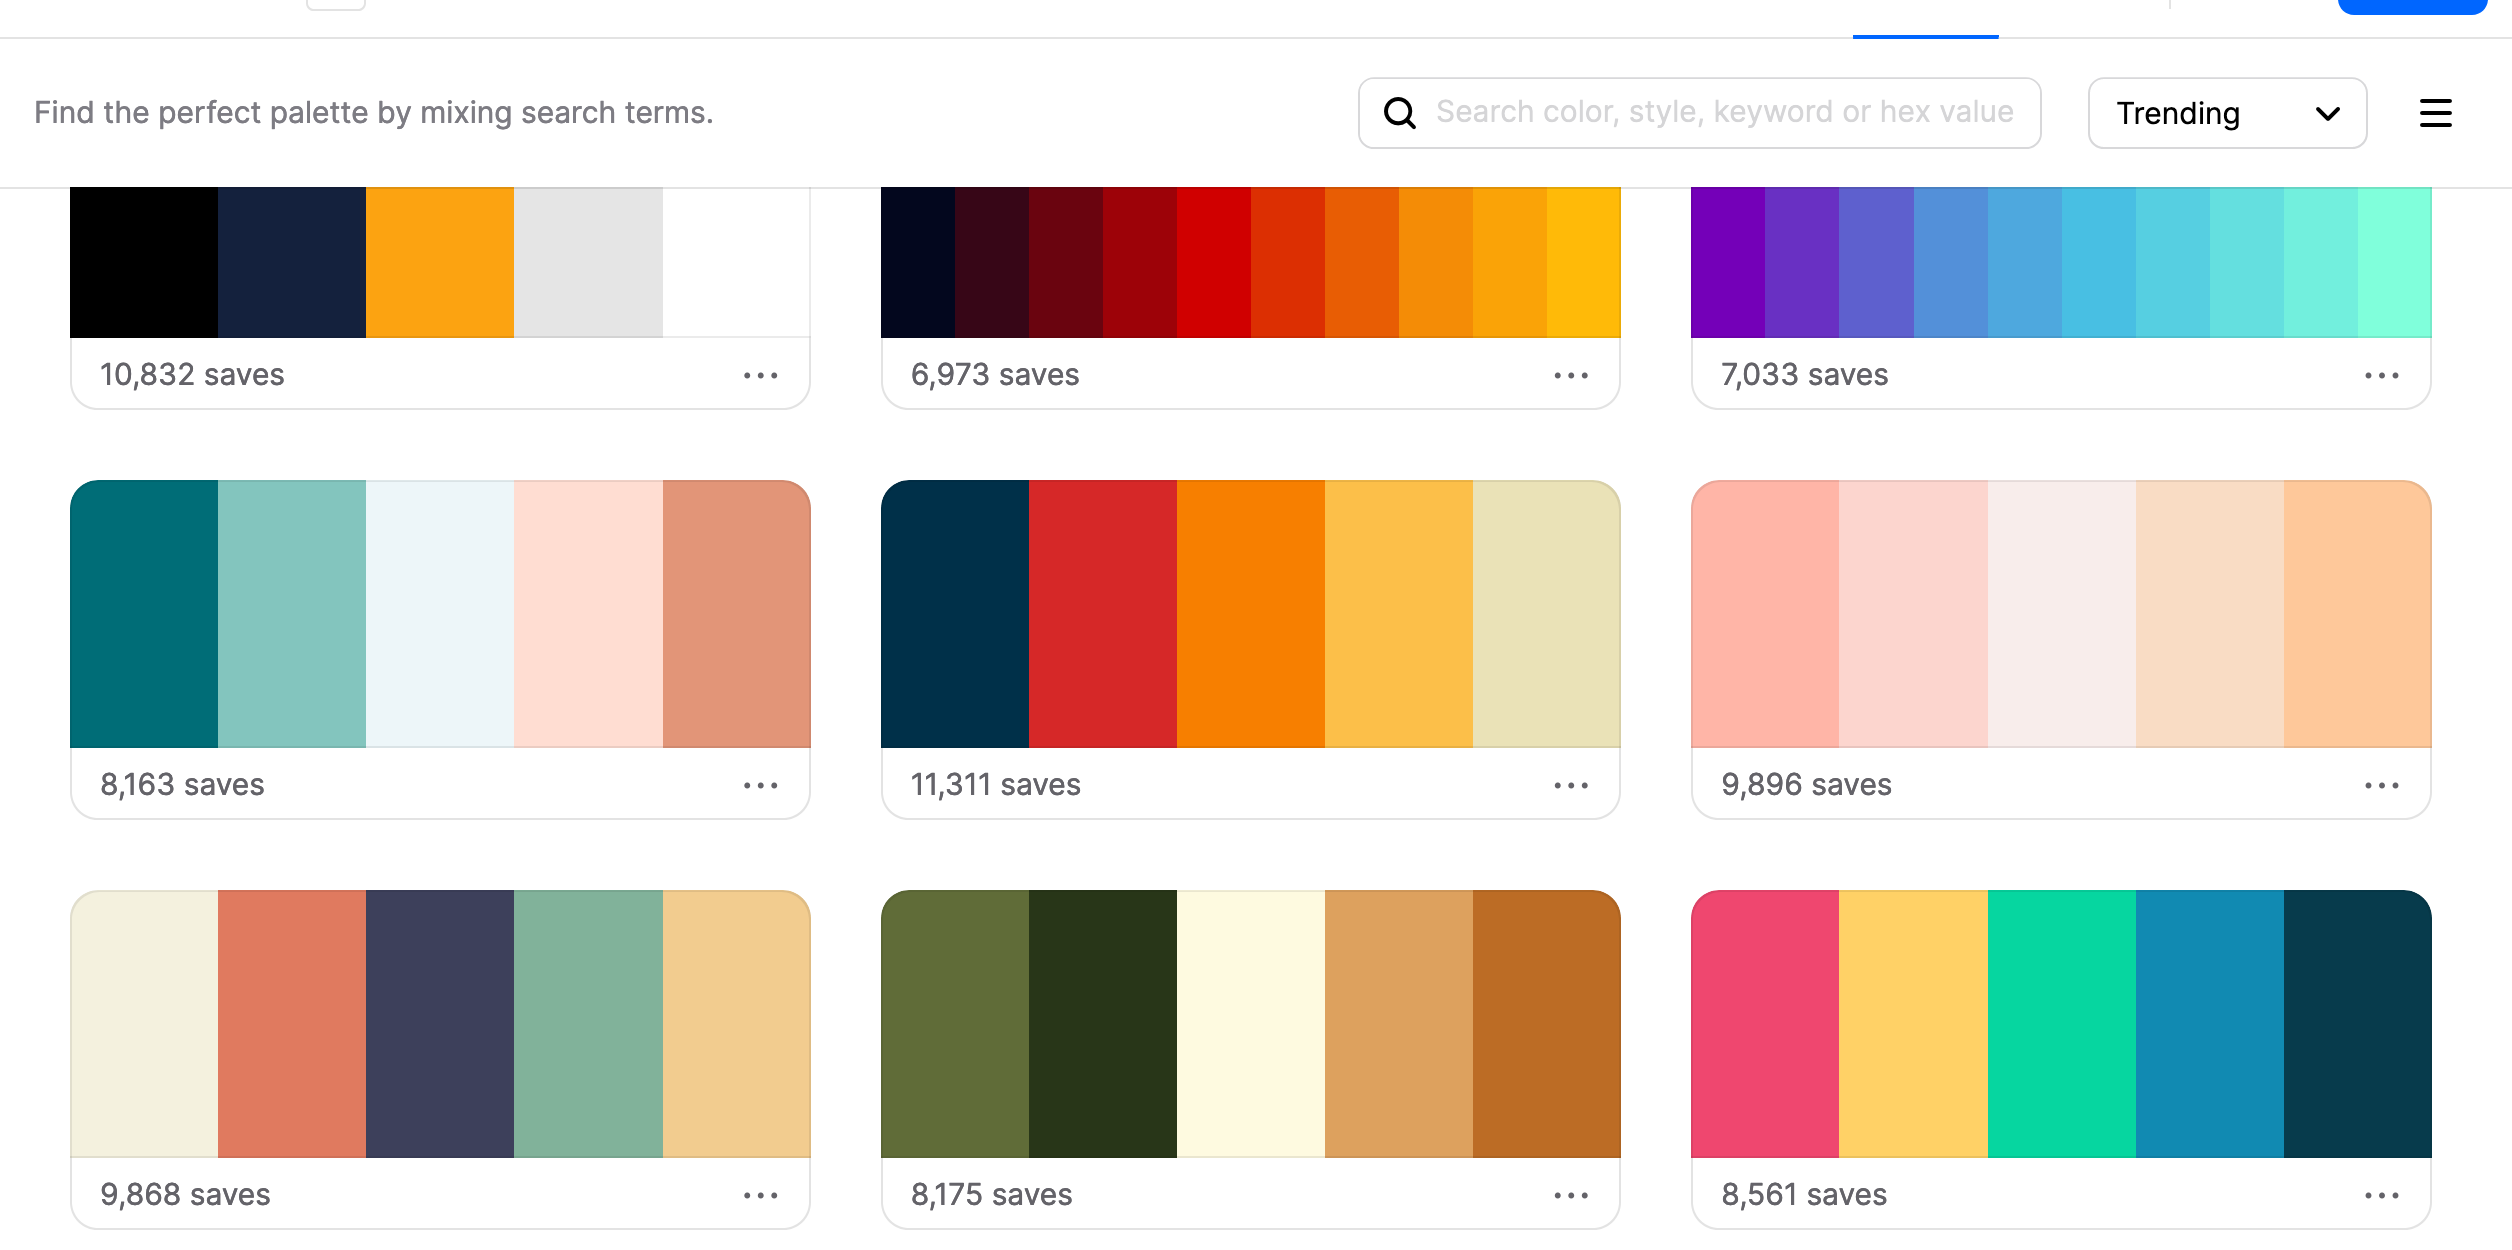 Find the perfect palette by mixing search terms.
Search color, style, keyword or hex value
Trending
10,832 saves
6,973 saves
7,033 saves
8,163 saves
11,311 saves
9,896 saves
9,868 saves
8,175 saves
8,561 saves